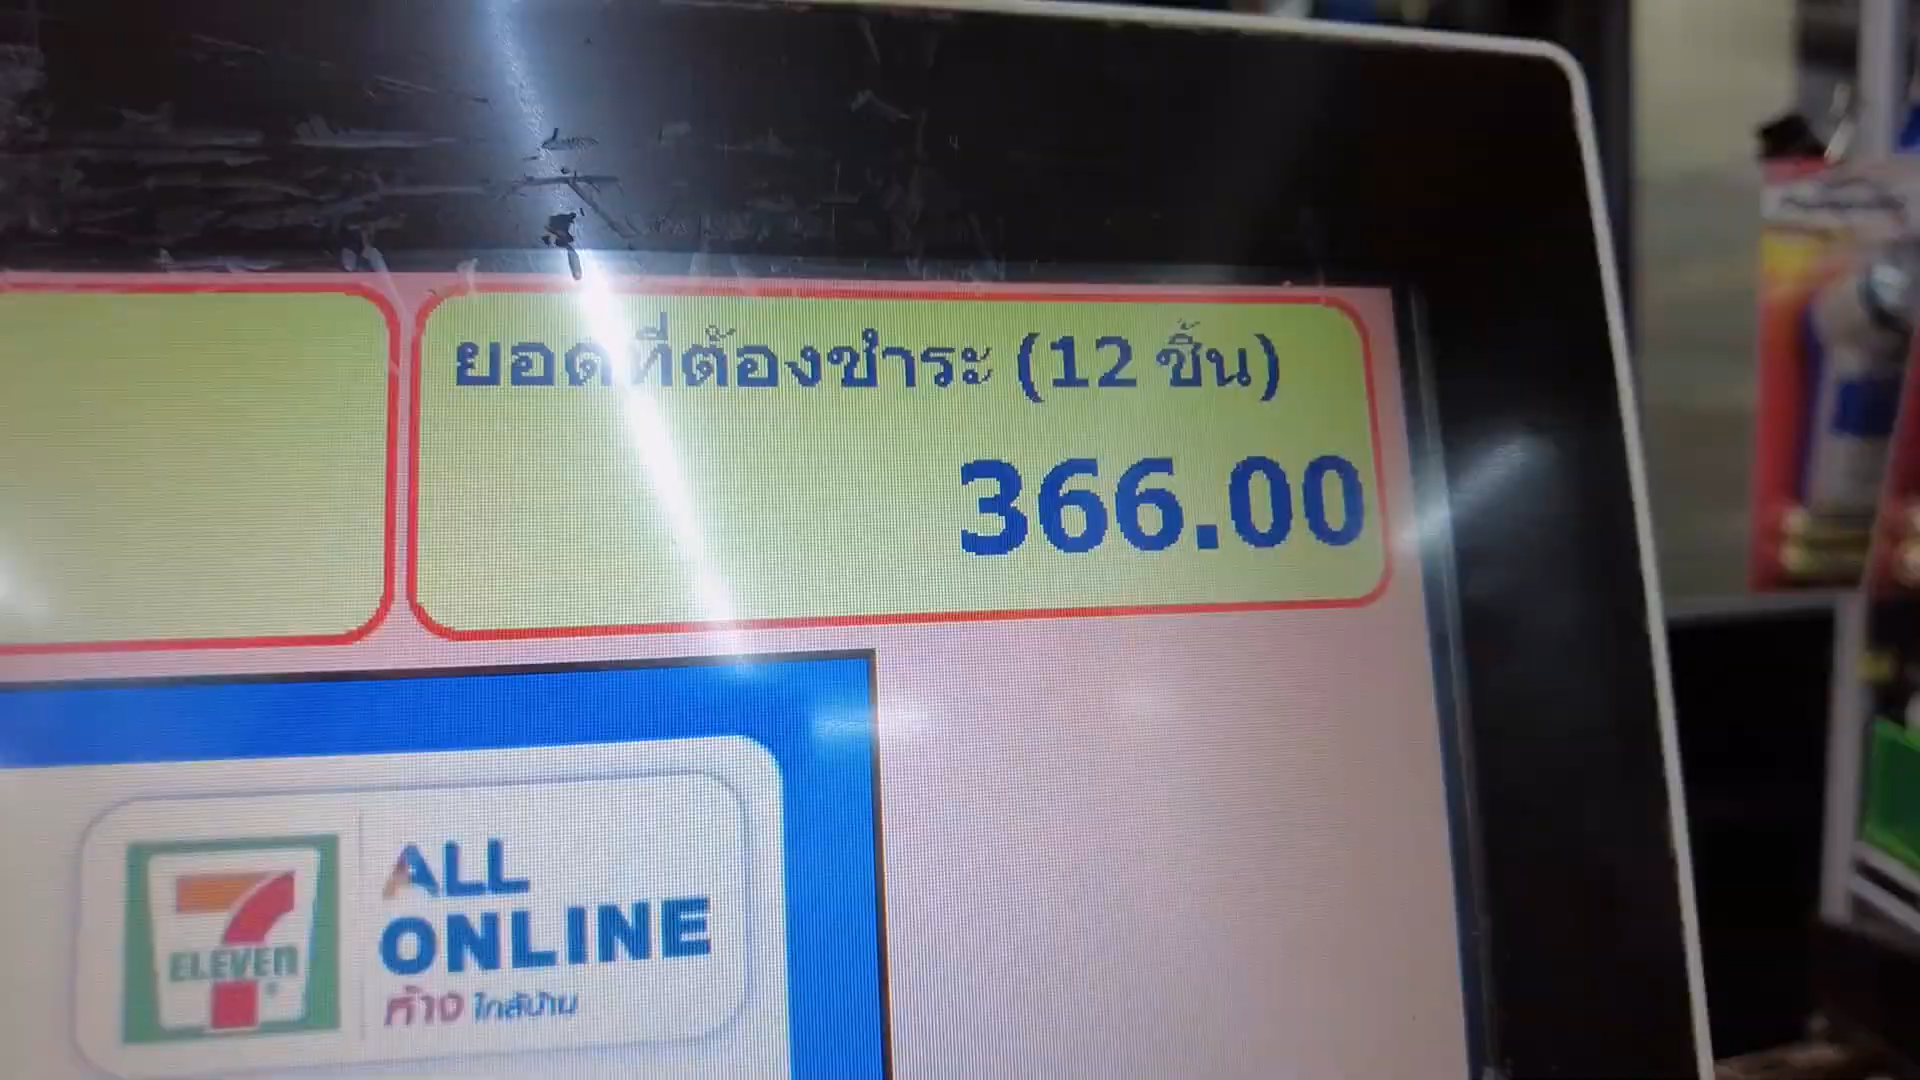 ยอดที่ต้องชำระ (12 ชิ้น)
366.00
7
ELEVEN
ALL
ONLINE
ห้าง ใกล้บ้าน